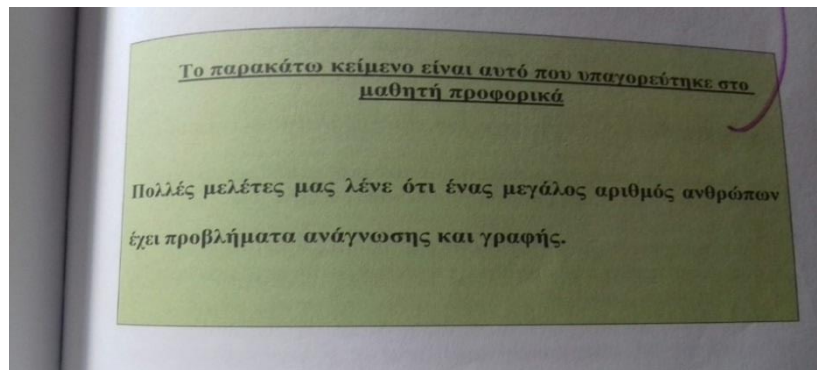 Το παρακάτω κείμενο είναι αυτό που υπαγορεύτηκε στο
μαθητή προφορικά
Πολλές μελέτες μας λένε ότι ένας μεγάλος αριθμός ανθρώπων
έχει προβλήματα ανάγνωσης και γραφής.